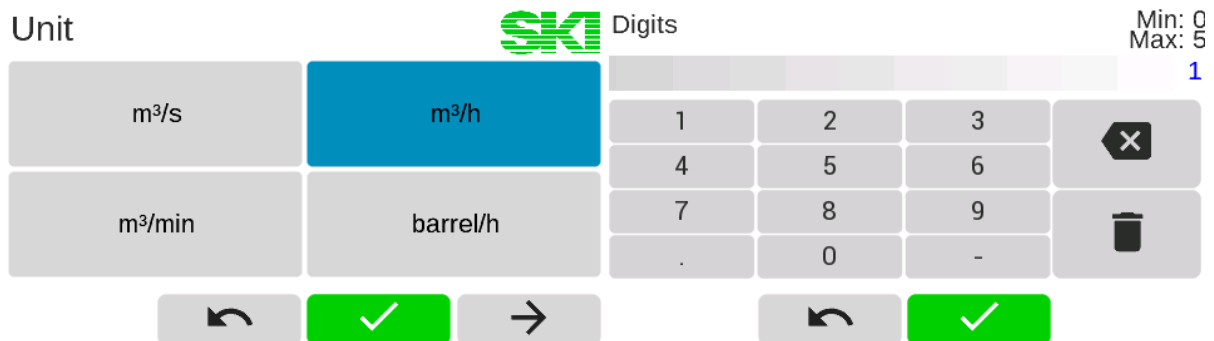 Unit
SKI
m³/s
m³/h
m³/min
barrel/h
Digits
Min: 0
Max: 5
1
1 2 3
4 5 6
7 8 9
. 0 -